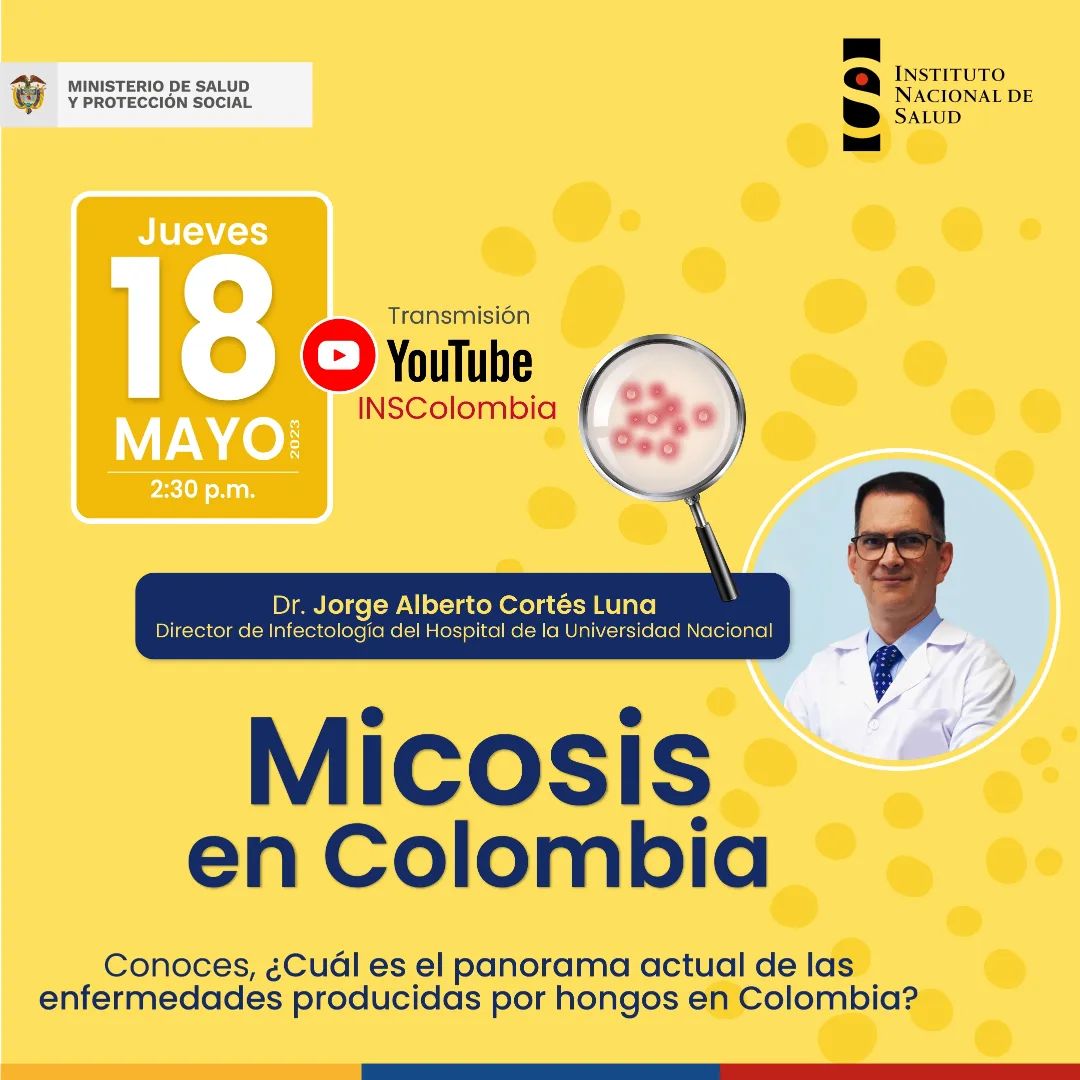 MINISTERIO DE SALUD
Y PROTECCIÓN SOCIAL
INSTITUTO
NACIONAL DE
SALUD
Jueves
18
MAYO
2023
2:30 p.m.
Transmisión
YouTube
INSColombia
Dr. Jorge Alberto Cortés Luna
Director de Infectología del Hospital de la Universidad Nacional
Micosis
en Colombia
Conoces, ¿Cuál es el panorama actual de las
enfermedades producidas por hongos en Colombia?